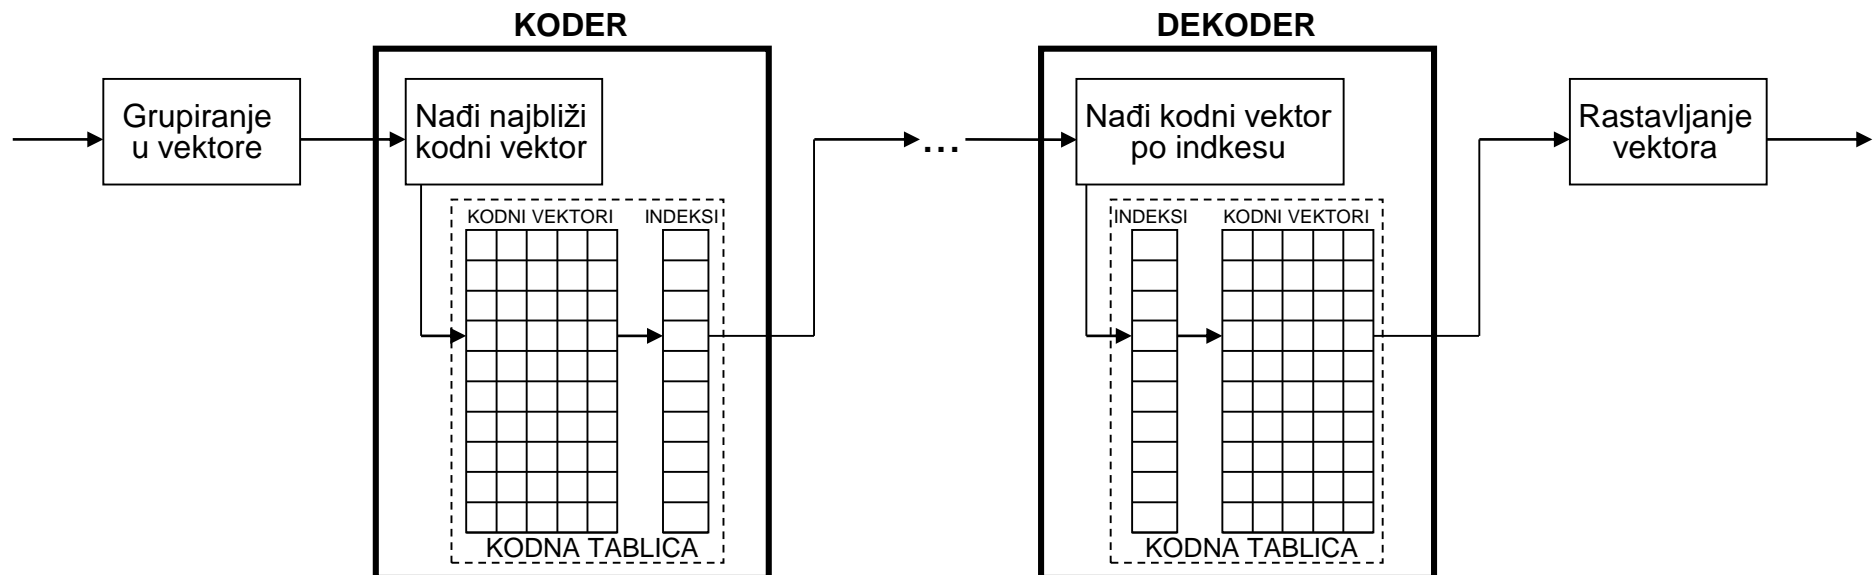 KODER
DEKODER
Grupiranje
u vektore
Nađi najbliži
kodni vektor
...
Nađi kodni vektor
po indkesu
Rastavljanje
vektora
KODNI VEKTORI
INDEKSI
INDEKSI
KODNI VEKTORI
KODNA TABLICA
KODNA TABLICA